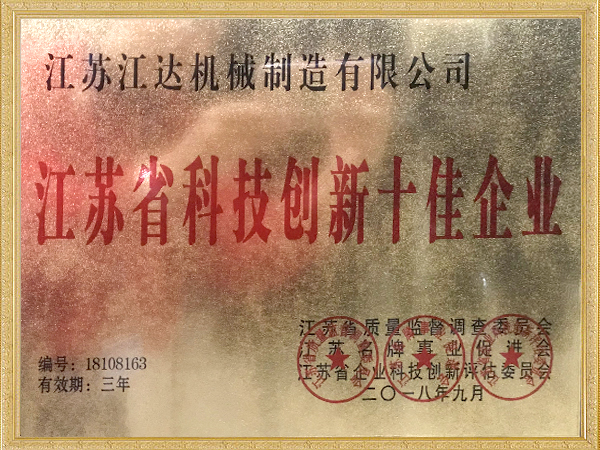 江苏江达机械制造有限公司
江苏省科技创新十佳企业
江苏省质量监督调查委员会
江苏名牌事业促进会
江苏省企业科技创新评估委员会
二〇一八年九月
编号:18108163
有效期:三年